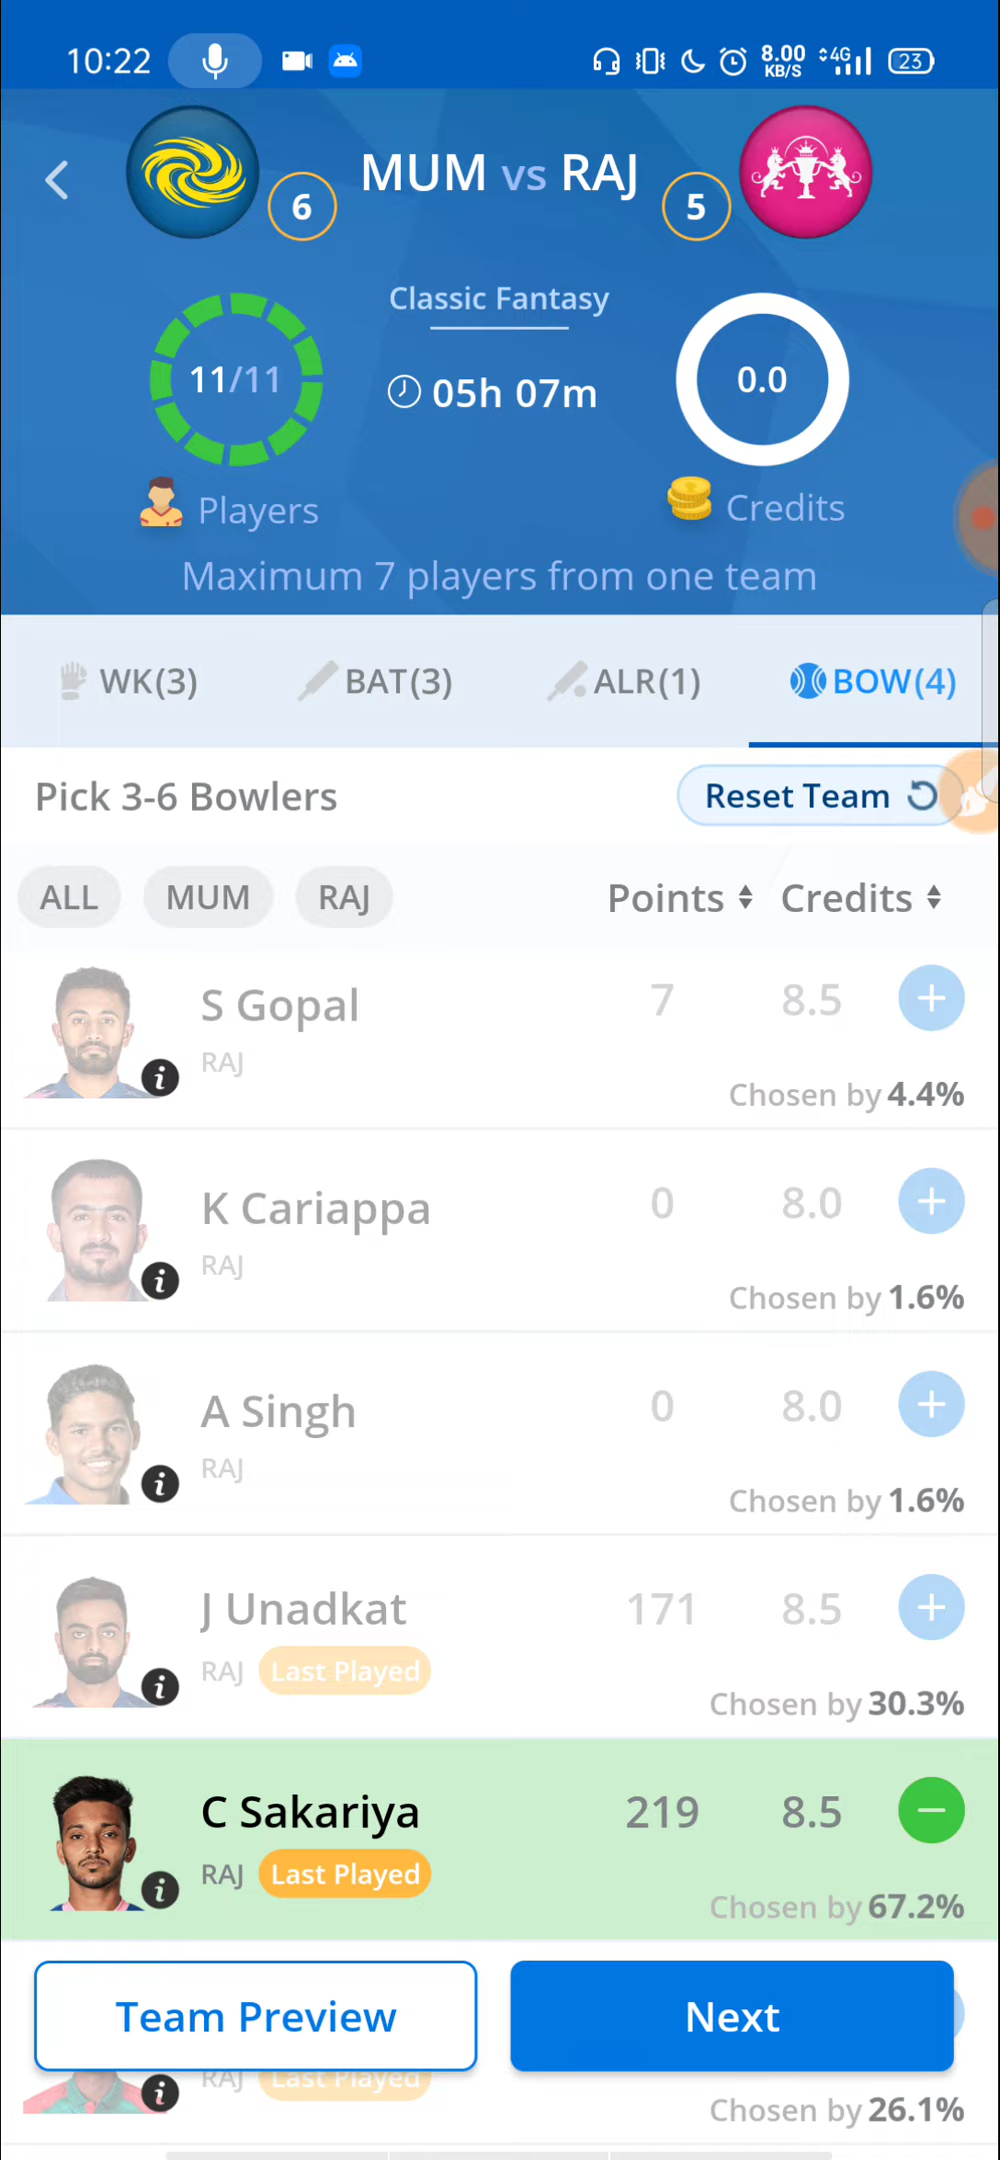 10:22
8.00 KB/S 4G 23
MUM vs RAJ
6
5
Classic Fantasy
11/11
05h 07m
0.0
Players
Credits
Maximum 7 players from one team
WK(3)
BAT(3)
ALR(1)
BOW(4)
Pick 3-6 Bowlers
Reset Team
ALL
MUM
RAJ
Points
Credits
S Gopal
7
8.5
RAJ
Chosen by 4.4%
K Cariappa
0
8.0
RAJ
Chosen by 1.6%
A Singh
0
8.0
RAJ
Chosen by 1.6%
J Unadkat
171
8.5
RAJ
Last Played
Chosen by 30.3%
C Sakariya
219
8.5
RAJ
Last Played
Chosen by 67.2%
Team Preview
Next
RAJ
Last Played
Chosen by 26.1%